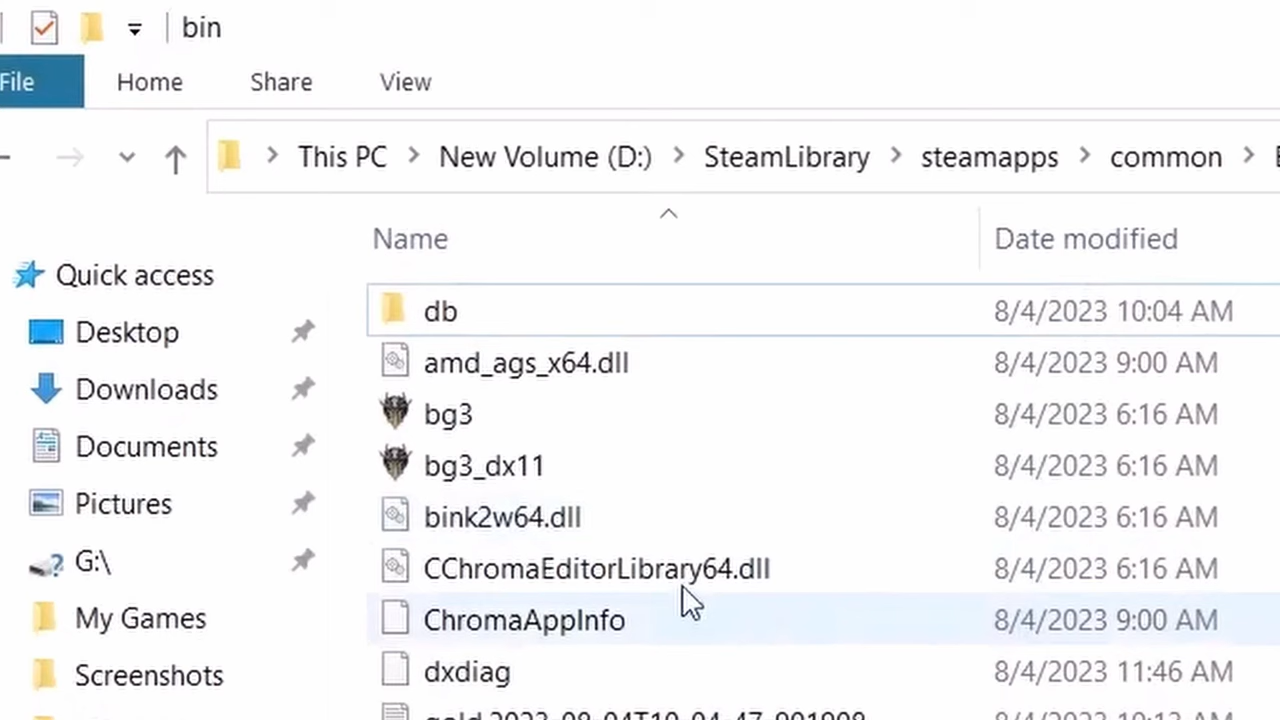 bin
File Home Share View
This PC > New Volume (D:) > SteamLibrary > steamapps > common >
Name Date modified
Quick access
Desktop
Downloads
Documents
Pictures
G:\
My Games
Screenshots
db 8/4/2023 10:04 AM
amd_ags_x64.dll 8/4/2023 9:00 AM
bg3 8/4/2023 6:16 AM
bg3_dx11 8/4/2023 6:16 AM
bink2w64.dll 8/4/2023 6:16 AM
CChromaEditorLibrary64.dll 8/4/2023 6:16 AM
ChromaAppInfo 8/4/2023 9:00 AM
dxdiag 8/4/2023 11:46 AM